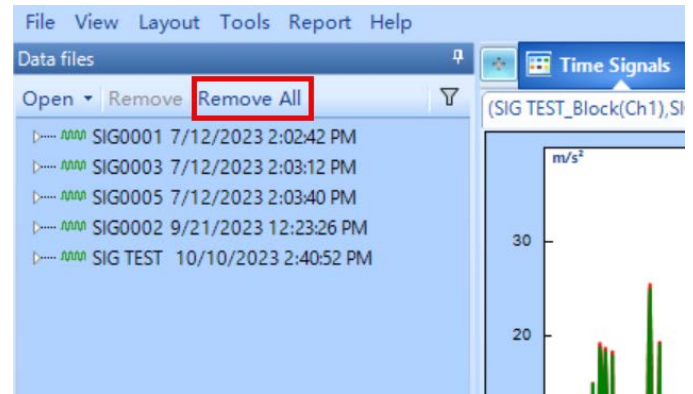 File View Layout Tools Report Help
Data files
Open Remove Remove All
SIG0001 7/12/2023 2:02:42 PM
SIG0003 7/12/2023 2:03:12 PM
SIG0005 7/12/2023 2:03:40 PM
SIG0002 9/21/2023 12:23:26 PM
SIG TEST 10/10/2023 2:40:52 PM
Time Signals
(SIG TEST_Block(Ch1),SI
m/s²
30
20